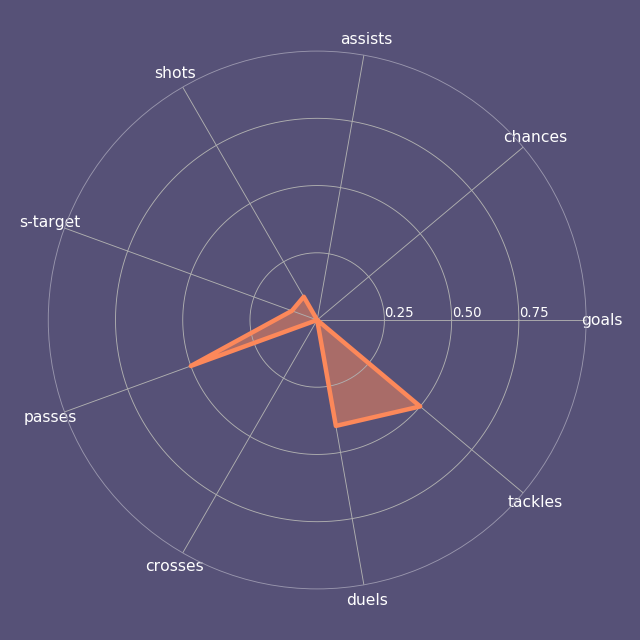 assists
shots
chances
s-target
0.25
0.50
0.75
goals
passes
tackles
crosses
duels